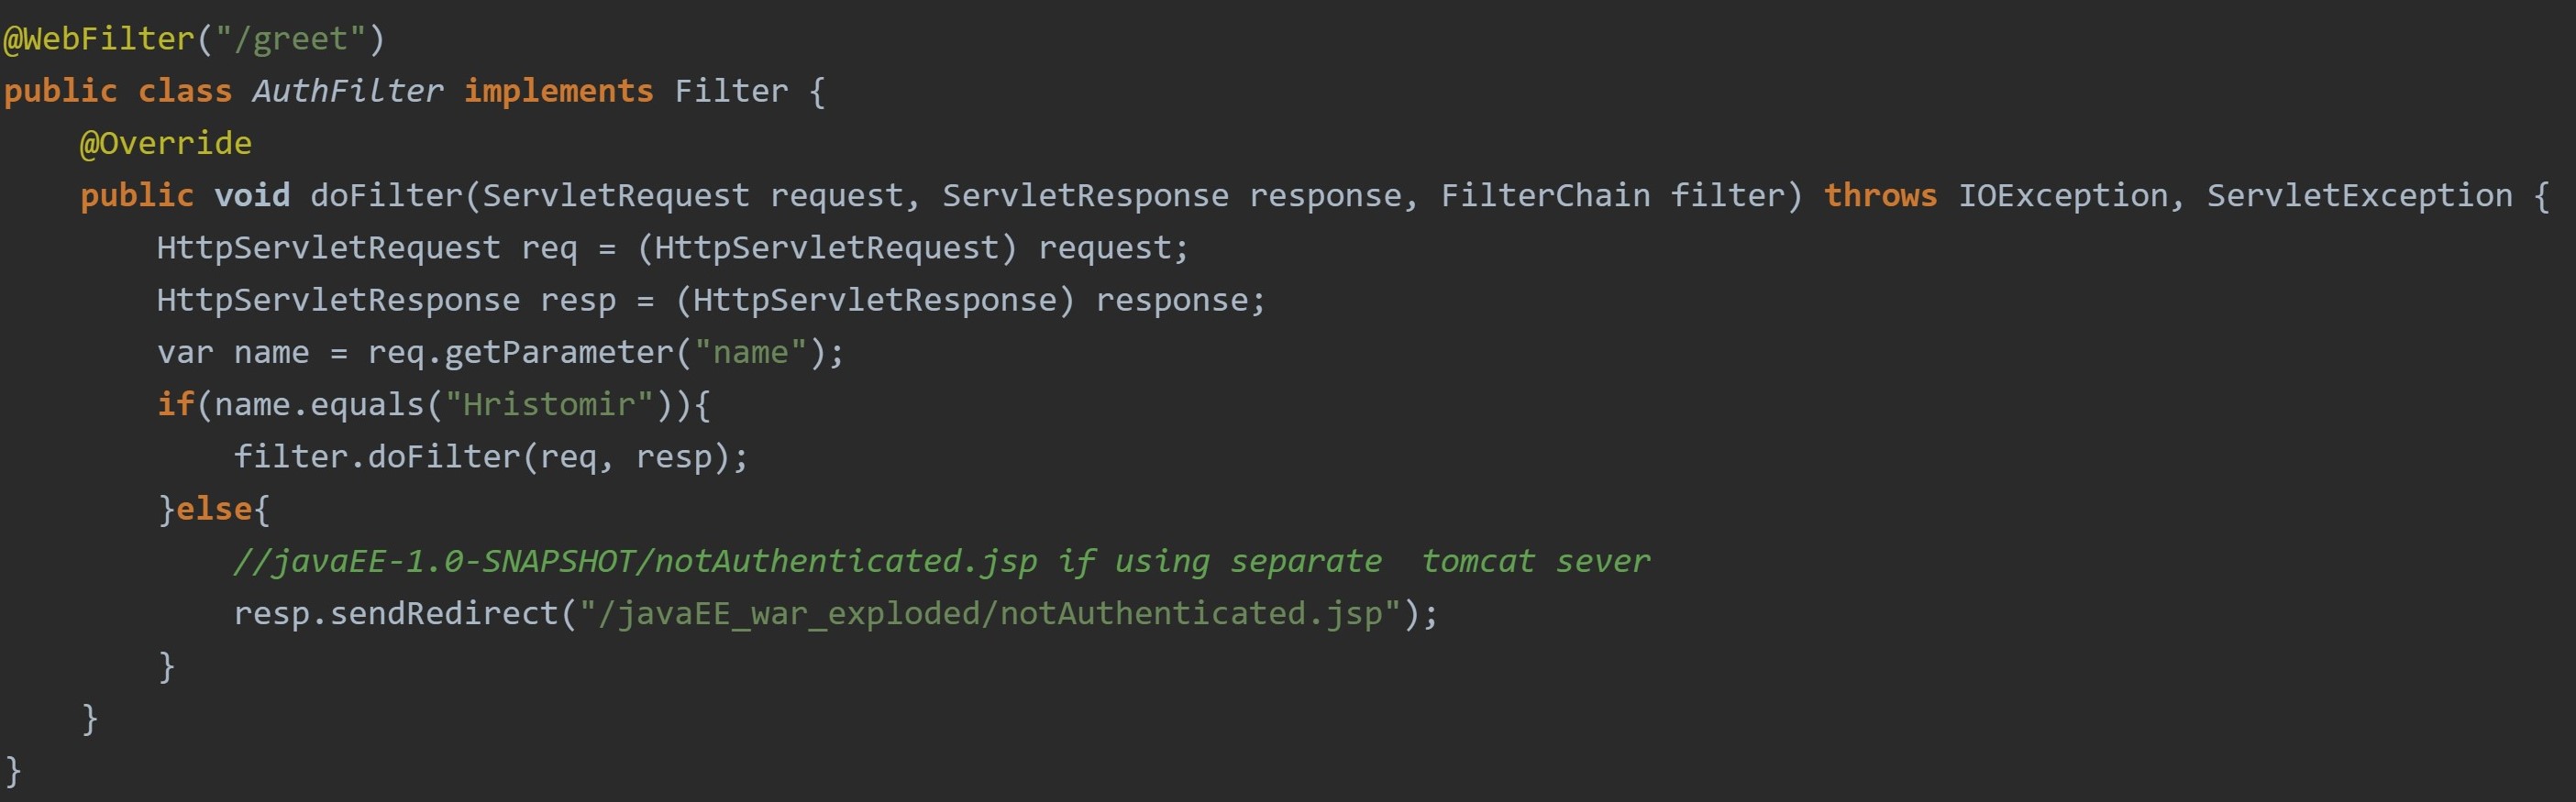 @WebFilter("/greet")
public class AuthFilter implements Filter {
    @Override
    public void doFilter(ServletRequest request, ServletResponse response, FilterChain filter) throws IOException, ServletException {
        HttpServletRequest req = (HttpServletRequest) request;
        HttpServletResponse resp = (HttpServletResponse) response;
        var name = req.getParameter("name");
        if(name.equals("Hristomir")){
            filter.doFilter(req, resp);
        }else{
            //javaEE-1.0-SNAPSHOT/notAuthenticated.jsp if using separate  tomcat sever
            resp.sendRedirect("/javaEE_war_exploded/notAuthenticated.jsp");
        }
    }
}